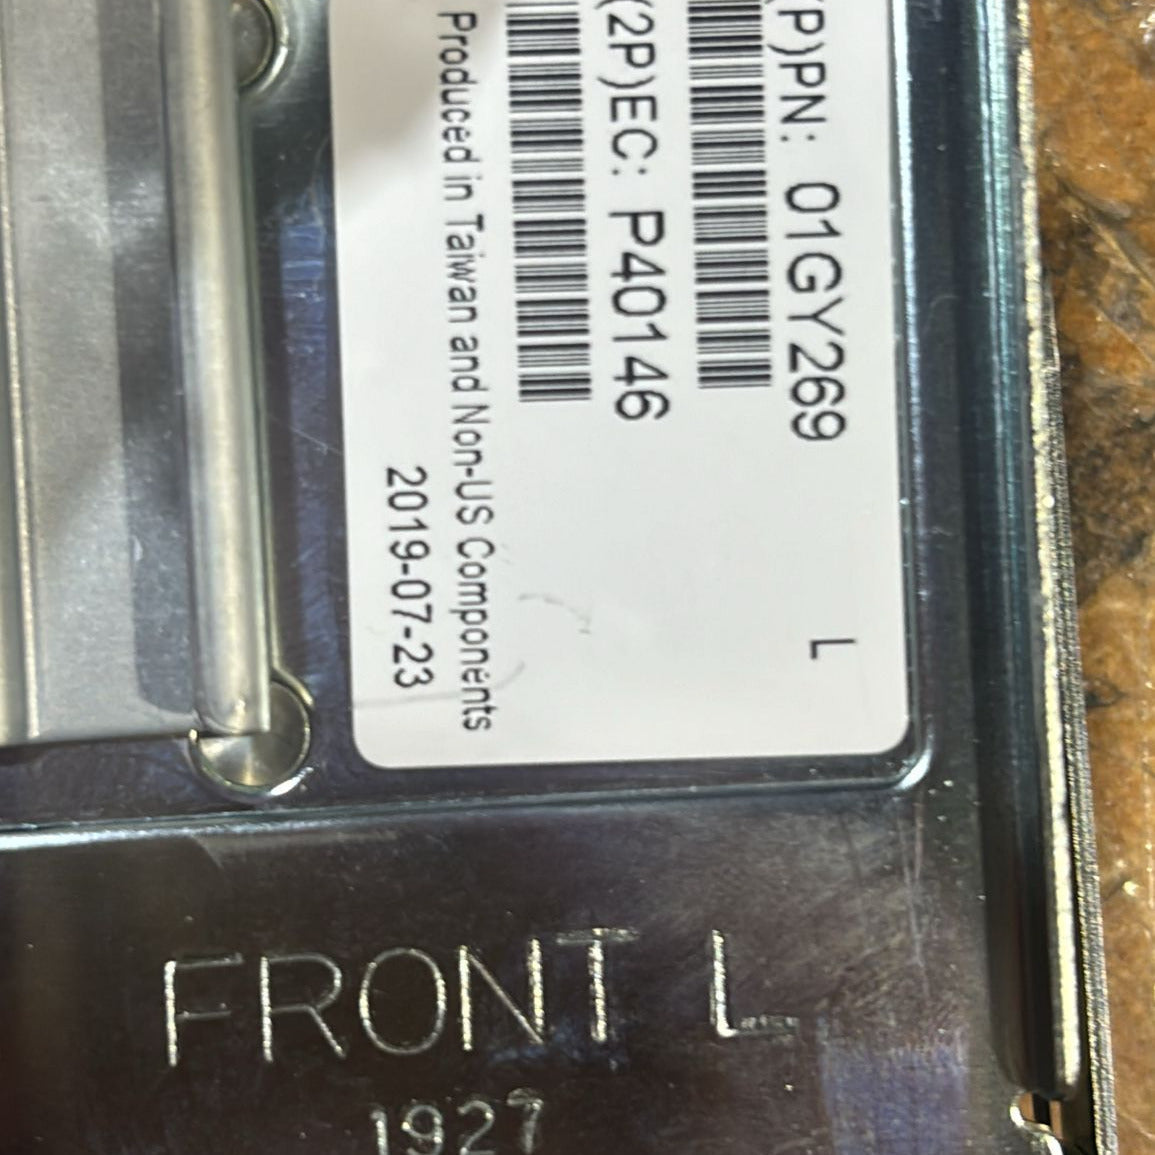 P)PN: 01GY269
L
(2P)EC: P40146
Produced in Taiwan and Non-US Components
2019-07-23
FRONT L
1927